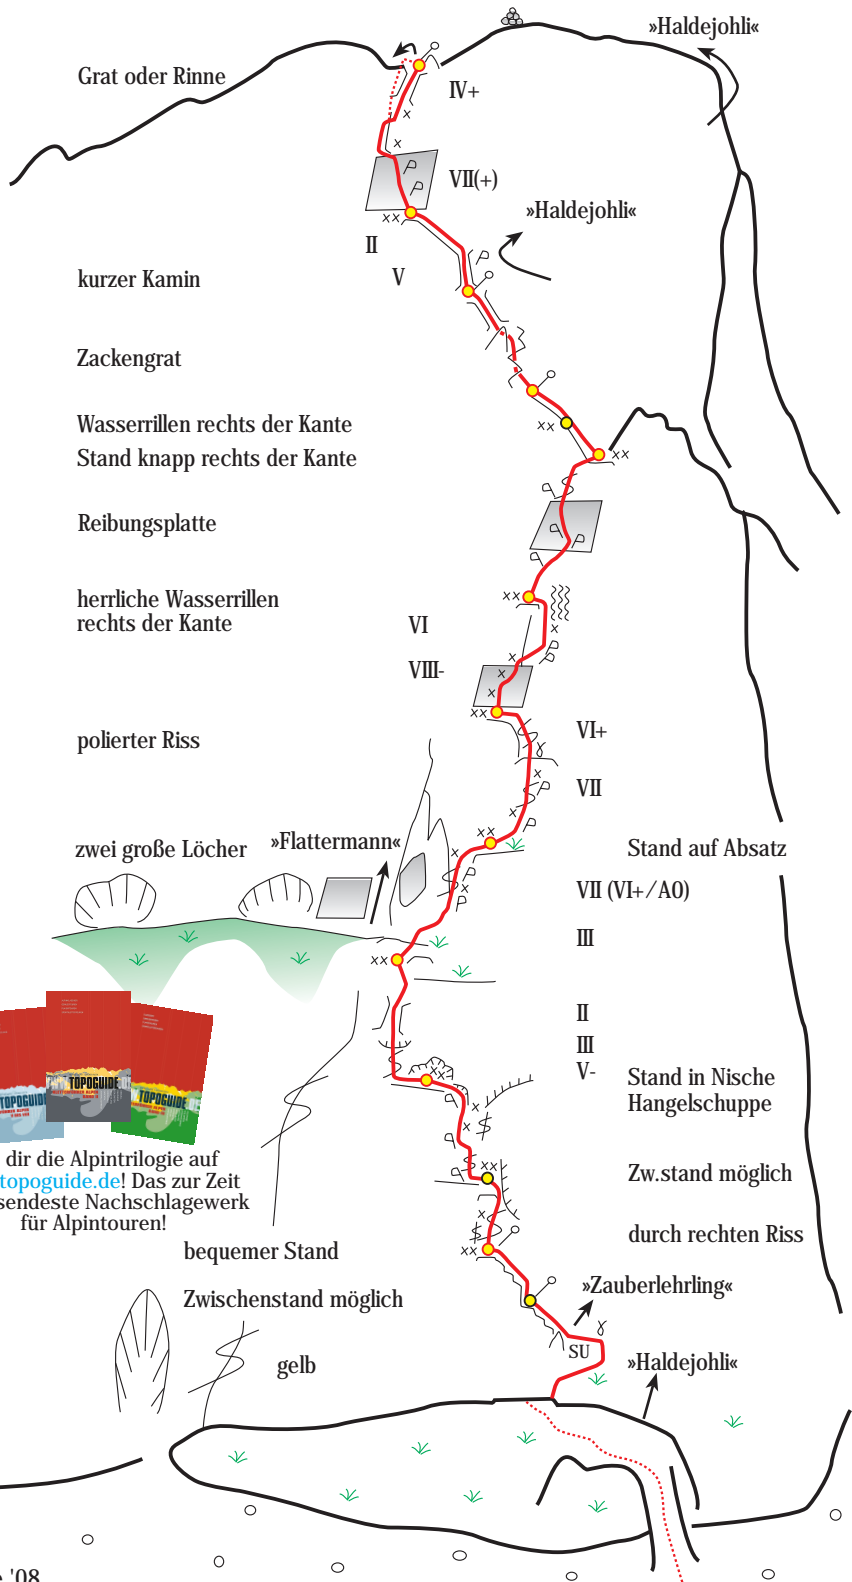 »Haldejohli«
Grat oder Rinne
IV+
VII(+)
»Haldejohli«
II
V
kurzer Kamin
Zackengrat
Wasserrillen rechts der Kante
Stand knapp rechts der Kante
Reibungsplatte
herrliche Wasserrillen
rechts der Kante
VI
VIII-
polierter Riss
VI+
VII
zwei große Löcher
»Flattermann«
Stand auf Absatz
VII (VI+/A0)
III
II
III
V-
Stand in Nische
Hangelschuppe
TOPOGUIDE
TOPOGUIDE
TOPOGUIDE
dir die Alpintrilogie auf
topoguide.de! Das zur Zeit
sendeste Nachschlagewerk
für Alpintouren!
Zw.stand möglich
durch rechten Riss
bequemer Stand
»Zauberlehrling«
Zwischenstand möglich
SU
gelb
»Haldejohli«
'08